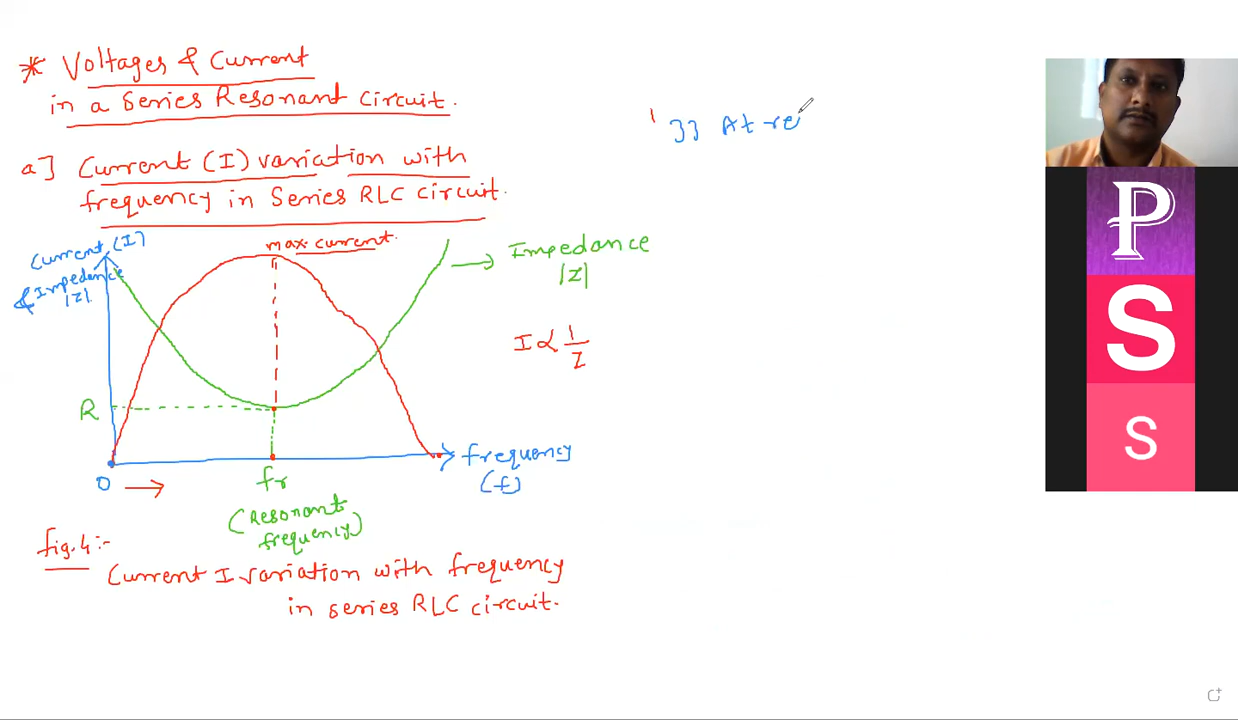 * Voltages & Current
in a Series Resonant Circuit.
a] Current (I) variation with
frequency in Series RLC circuit.
Current (I)
& Impedance
|Z|
max. current.
Impedance
|Z|
I ∝ 1/Z
R
0
fr
(Resonant
frequency)
frequency
(f)
fig. 4 :-
Current I variation with frequency
in series RLC circuit.
At re
P
S
S